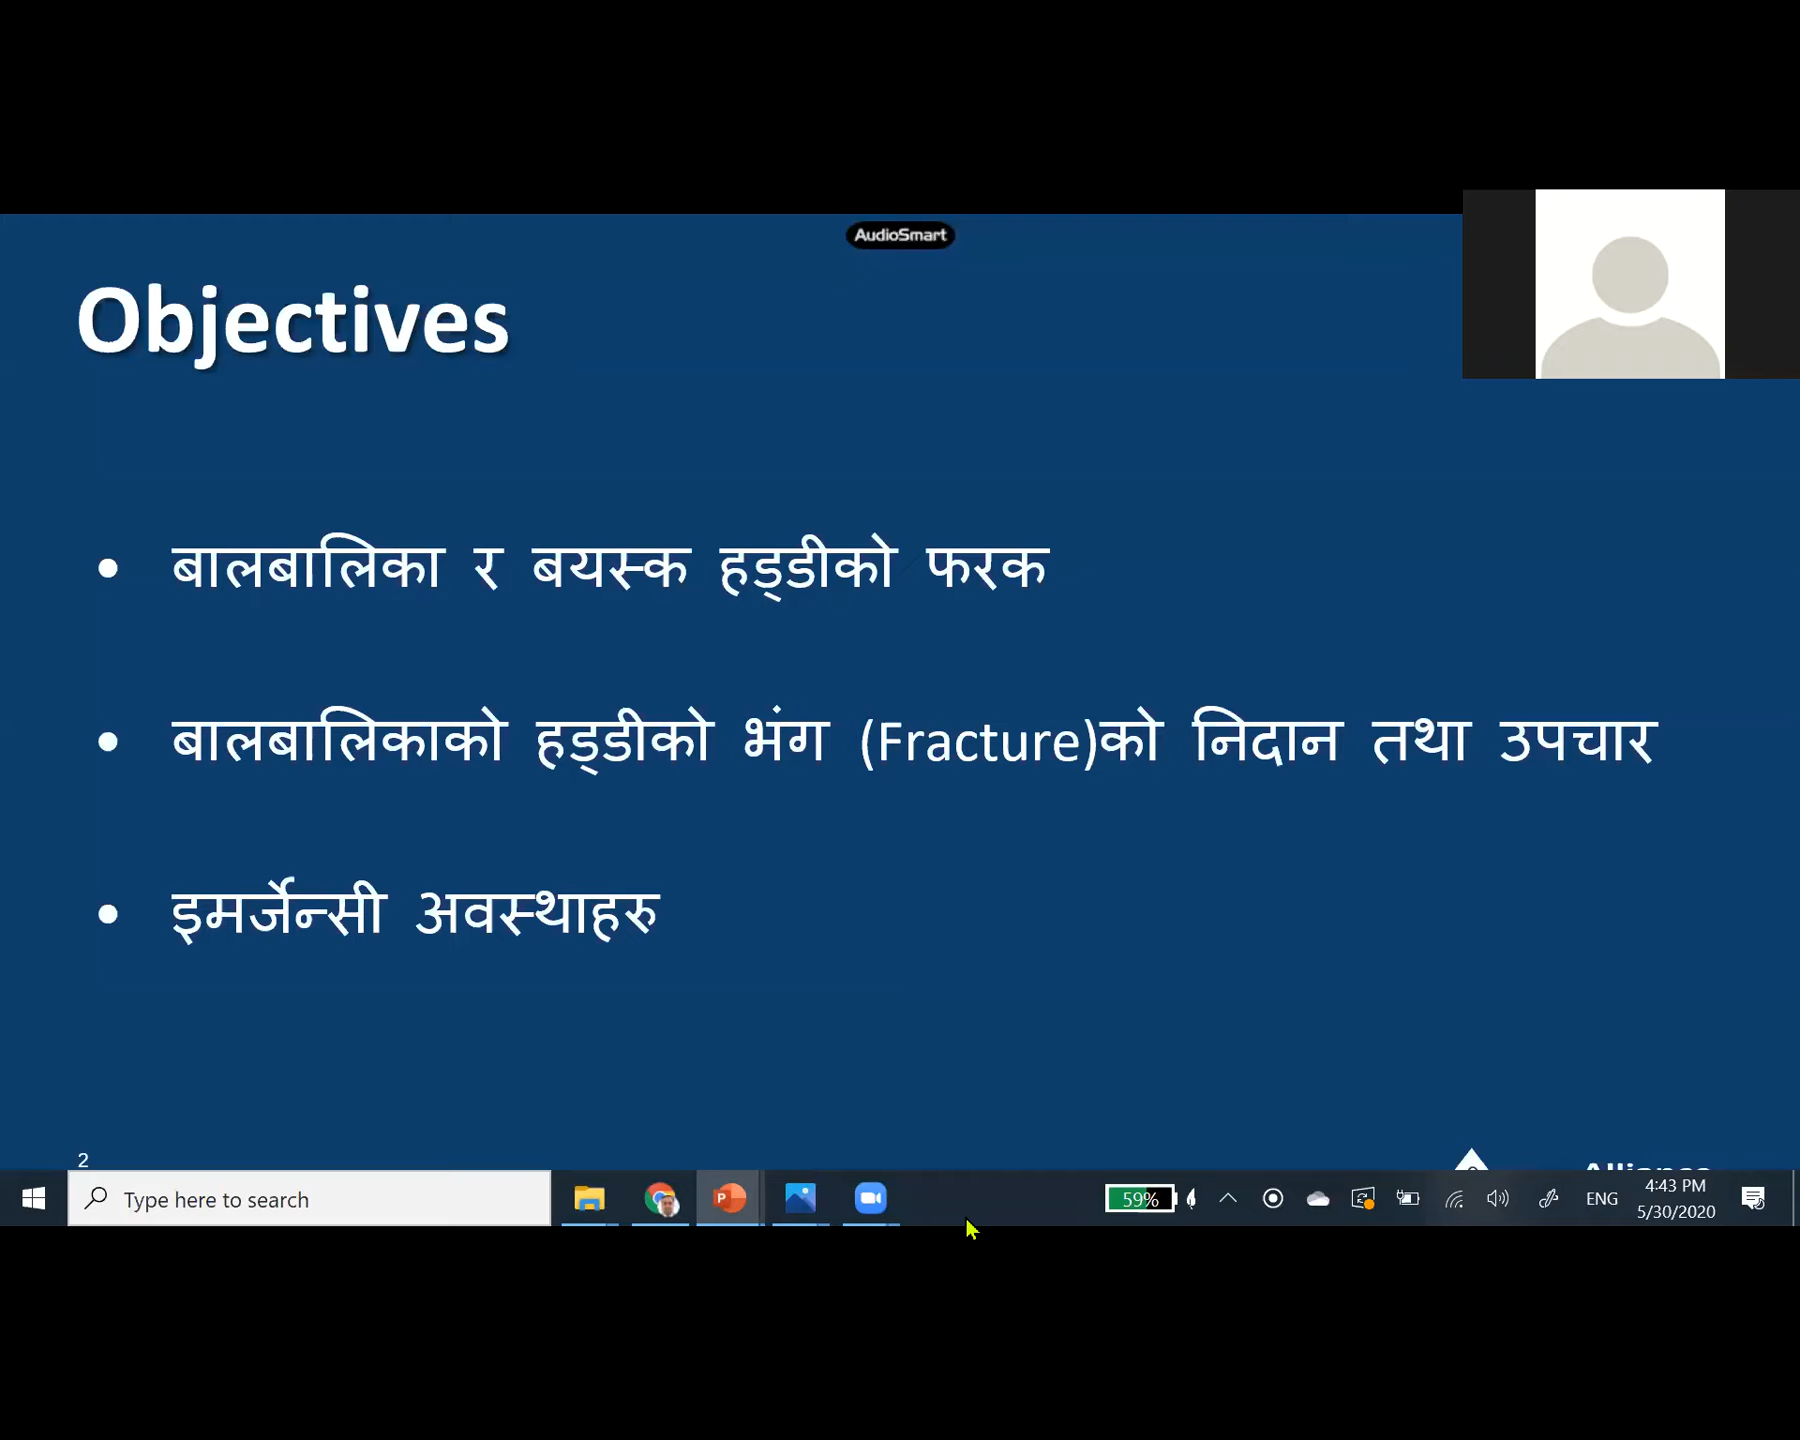 AudioSmart
Objectives
• बालबालिका र बयस्क हड्डीको फरक
• बालबालिकाको हड्डीको भंग (Fracture)को निदान तथा उपचार
• इमर्जेन्सी अवस्थाहरु
2
Alliance
Type here to search
59%
ENG
4:43 PM
5/30/2020